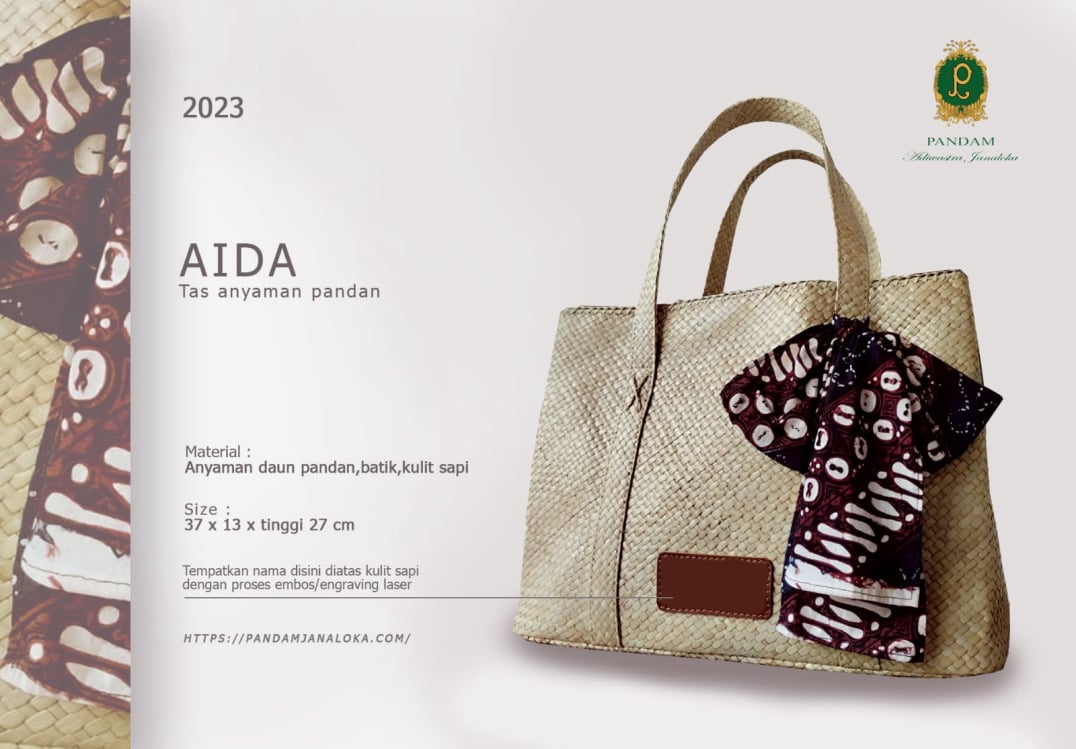 2023
P
PANDAM
Adiwastra Janaloka
AIDA
Tas anyaman pandan
Material :
Anyaman daun pandan,batik,kulit sapi
Size :
37 x 13 x tinggi 27 cm
Tempatkan nama disini diatas kulit sapi
dengan proses embos/engraving laser
HTTPS://PANDAMJANALOKA.COM/